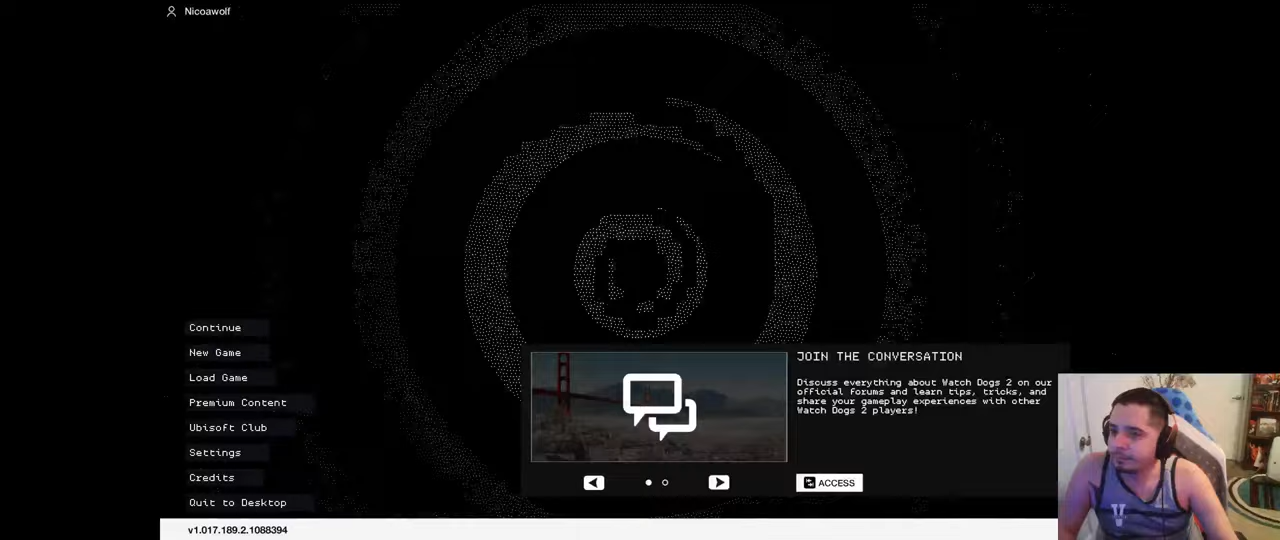 Nicoawolf
Continue
New Game
Load Game
Premium Content
Ubisoft Club
Settings
Credits
Quit to Desktop
JOIN THE CONVERSATION
Discuss everything about Watch Dogs 2 on our
official forums and learn tips, tricks, and
share your gameplay experiences with other
Watch Dogs 2 players!
ACCESS
v1.017.189.2.1088394